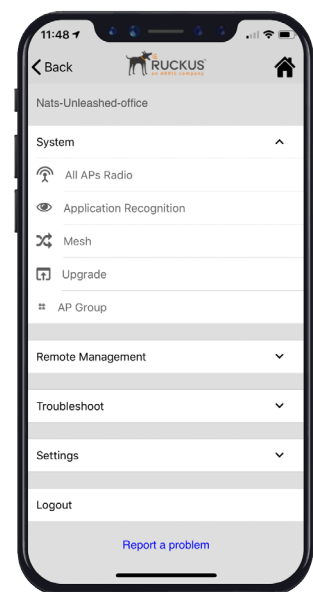 11:48
Back
RUCKUS
an ARRIS company
Nats-Unleashed-office
System
All APs Radio
Application Recognition
Mesh
Upgrade
AP Group
Remote Management
Troubleshoot
Settings
Logout
Report a problem